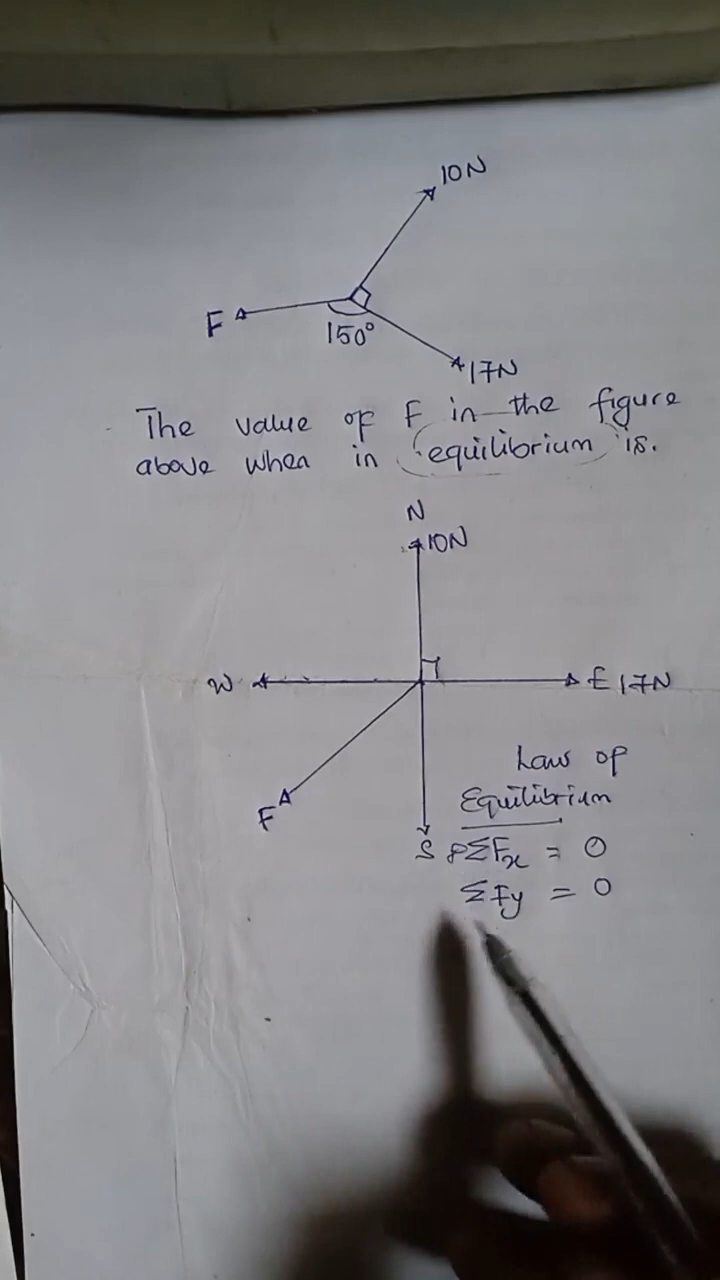 10N
F
150°
17N
The value of F in the figure
above when in equilibrium is.
N
10N
W
E 17N
F
Law of
Equilibrium
S ΣFx = 0
ΣFy = 0